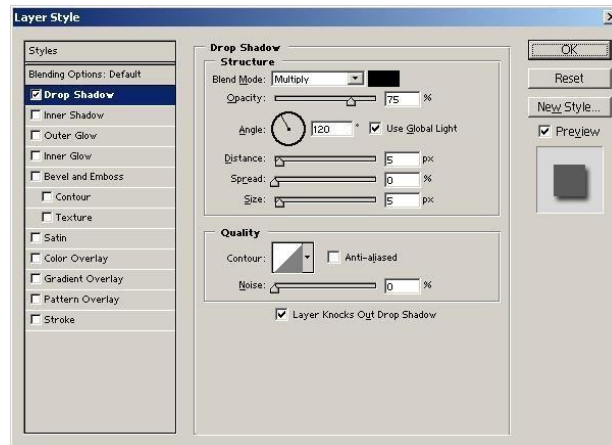 Layer Style
Styles
Blending Options: Default
Drop Shadow
Inner Shadow
Outer Glow
Inner Glow
Bevel and Emboss
Contour
Texture
Satin
Color Overlay
Gradient Overlay
Pattern Overlay
Stroke
Drop Shadow
Structure
Blend Mode: Multiply
Opacity: 75 %
Angle: 120 ° Use Global Light
Distance: 5 px
Spread: 0 %
Size: 5 px
Quality
Contour: Anti-aliased
Noise: 0 %
Layer Knocks Out Drop Shadow
OK
Reset
New Style...
Preview